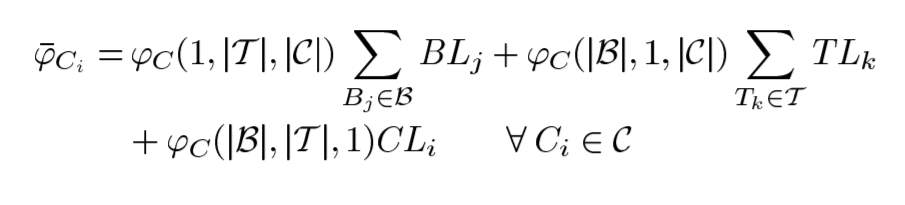 φ̄_{C_i} = φ_C(1, |𝒯|, |𝒞|) ∑_{B_j∈ℬ} BL_j + φ_C(|ℬ|, 1, |𝒞|) ∑_{T_k∈𝒯} TL_k
+ φ_C(|ℬ|, |𝒯|, 1)CL_i ∀ C_i ∈ 𝒞